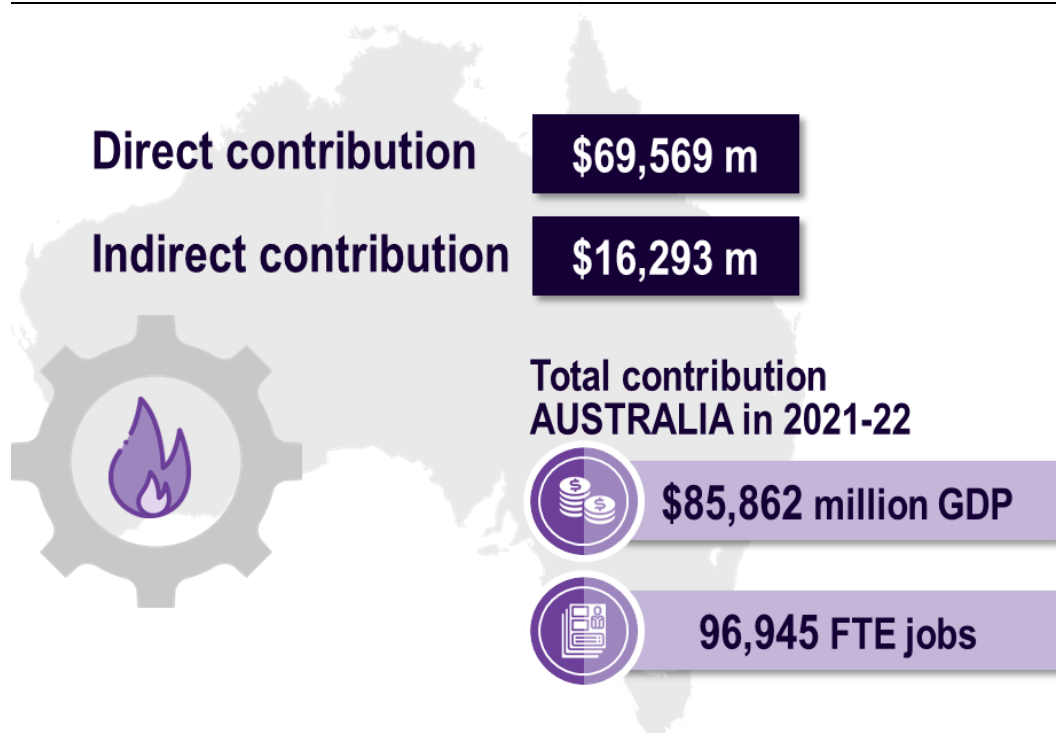 Direct contribution
$69,569 m
Indirect contribution
$16,293 m
Total contribution
AUSTRALIA in 2021-22
$85,862 million GDP
96,945 FTE jobs